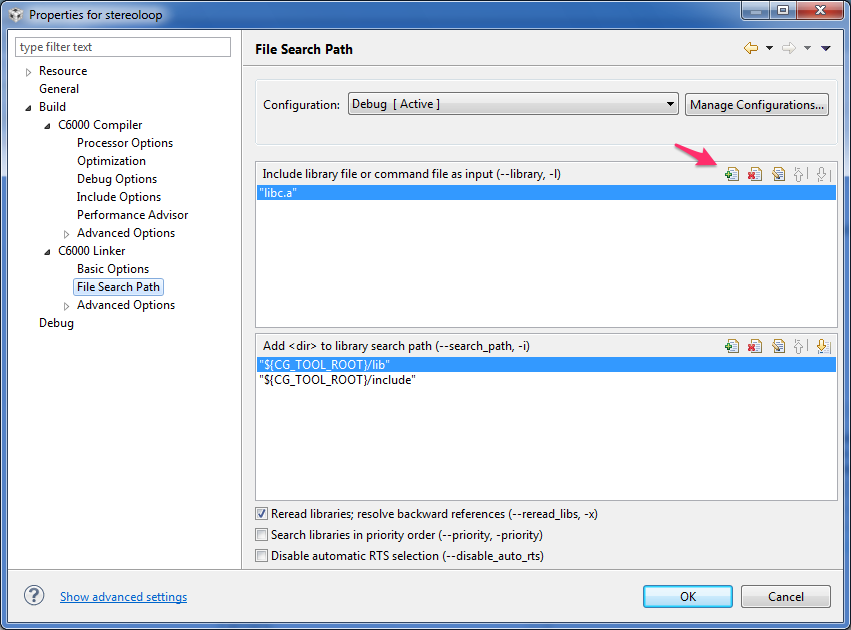 Properties for stereoloop
type filter text
Resource
General
Build
C6000 Compiler
Processor Options
Optimization
Debug Options
Include Options
Performance Advisor
Advanced Options
C6000 Linker
Basic Options
File Search Path
Advanced Options
Debug
File Search Path
Configuration: Debug [ Active ] Manage Configurations...
Include library file or command file as input (--library, -l)
"libc.a"
Add <dir> to library search path (--search_path, -i)
"${CG_TOOL_ROOT}/lib"
"${CG_TOOL_ROOT}/include"
Reread libraries; resolve backward references (--reread_libs, -x)
Search libraries in priority order (--priority, -priority)
Disable automatic RTS selection (--disable_auto_rts)
? Show advanced settings OK Cancel